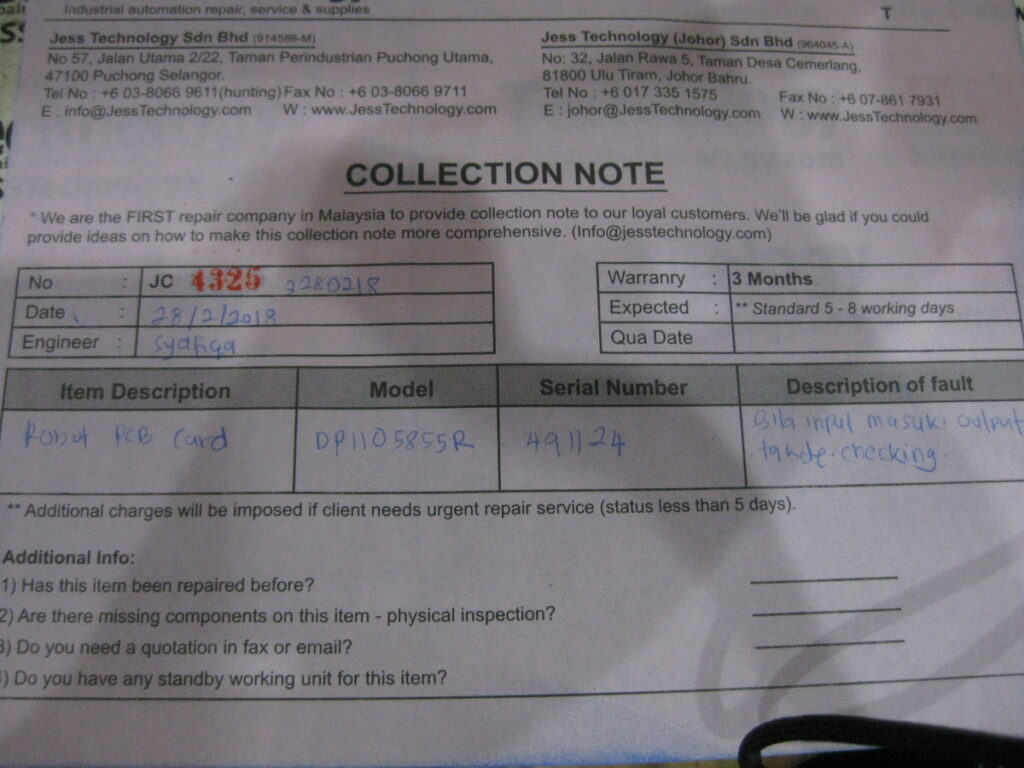 Industrial automation repair, service & supplies
T
Jess Technology Sdn Bhd (914586-M)
No 57, Jalan Utama 2/22, Taman Perindustrian Puchong Utama,
47100 Puchong Selangor.
Tel No : +6 03-8066 9611(hunting) Fax No : +6 03-8066 9711
E : info@JessTechnology.com W : www.JessTechnology.com
Jess Technology (Johor) Sdn Bhd (964045-A)
No: 32, Jalan Rawa 5, Taman Desa Cemerlang,
81800 Ulu Tiram, Johor Bahru.
Tel No : +6 017 335 1575 Fax No : +6 07-861 7931
E : johor@JessTechnology.com W : www.JessTechnology.com
COLLECTION NOTE
* We are the FIRST repair company in Malaysia to provide collection note to our loyal customers. We'll be glad if you could
provide ideas on how to make this collection note more comprehensive. (Info@jesstechnology.com)
No : JC 4325 3280218
Date : 28/2/2018
Engineer : Syafiqa
Warranry : 3 Months
Expected : ** Standard 5 - 8 working days
Qua Date
Item Description Model Serial Number Description of fault
Robot PCB Card DP1105855R 491124 Bila input masuk. output
takde. checking.
** Additional charges will be imposed if client needs urgent repair service (status less than 5 days).
Additional Info:
1) Has this item been repaired before?
2) Are there missing components on this item - physical inspection?
3) Do you need a quotation in fax or email?
) Do you have any standby working unit for this item?